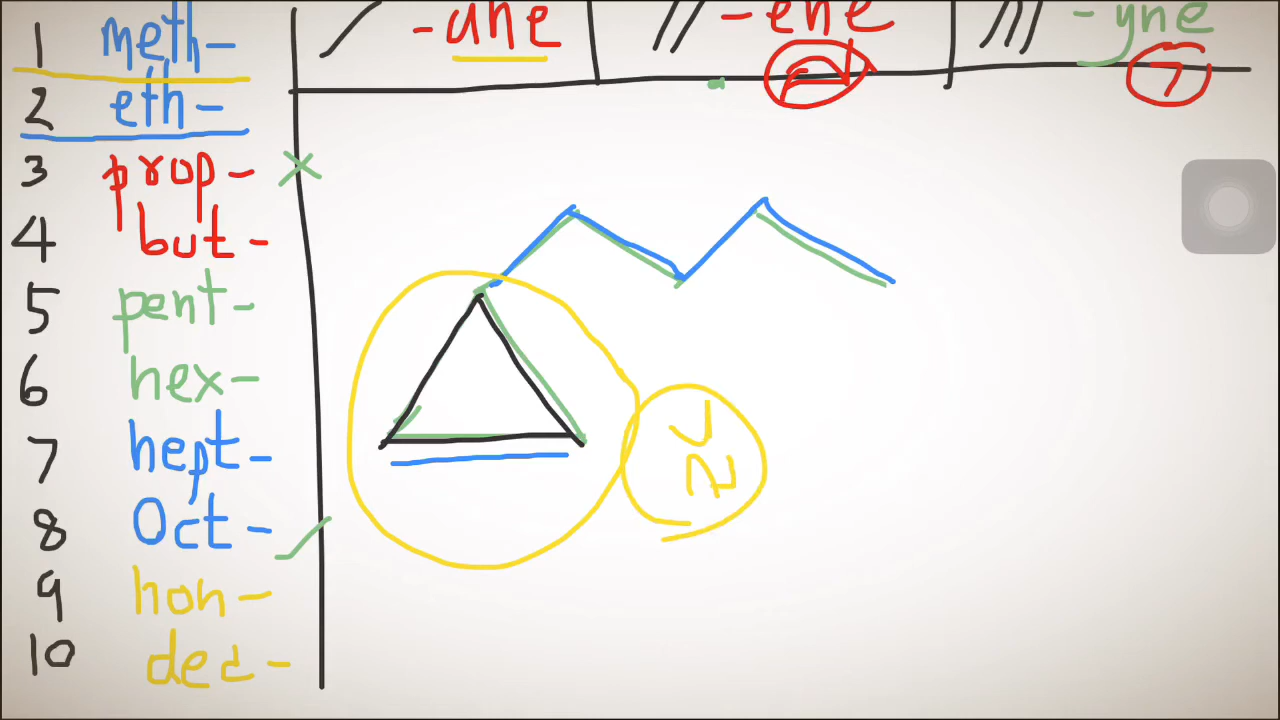 -ane -ene -yne
1 meth-
2 eth-
3 prop-
4 but-
5 pent-
6 hex-
7 hept-
8 Oct-
9 non-
10 dec-